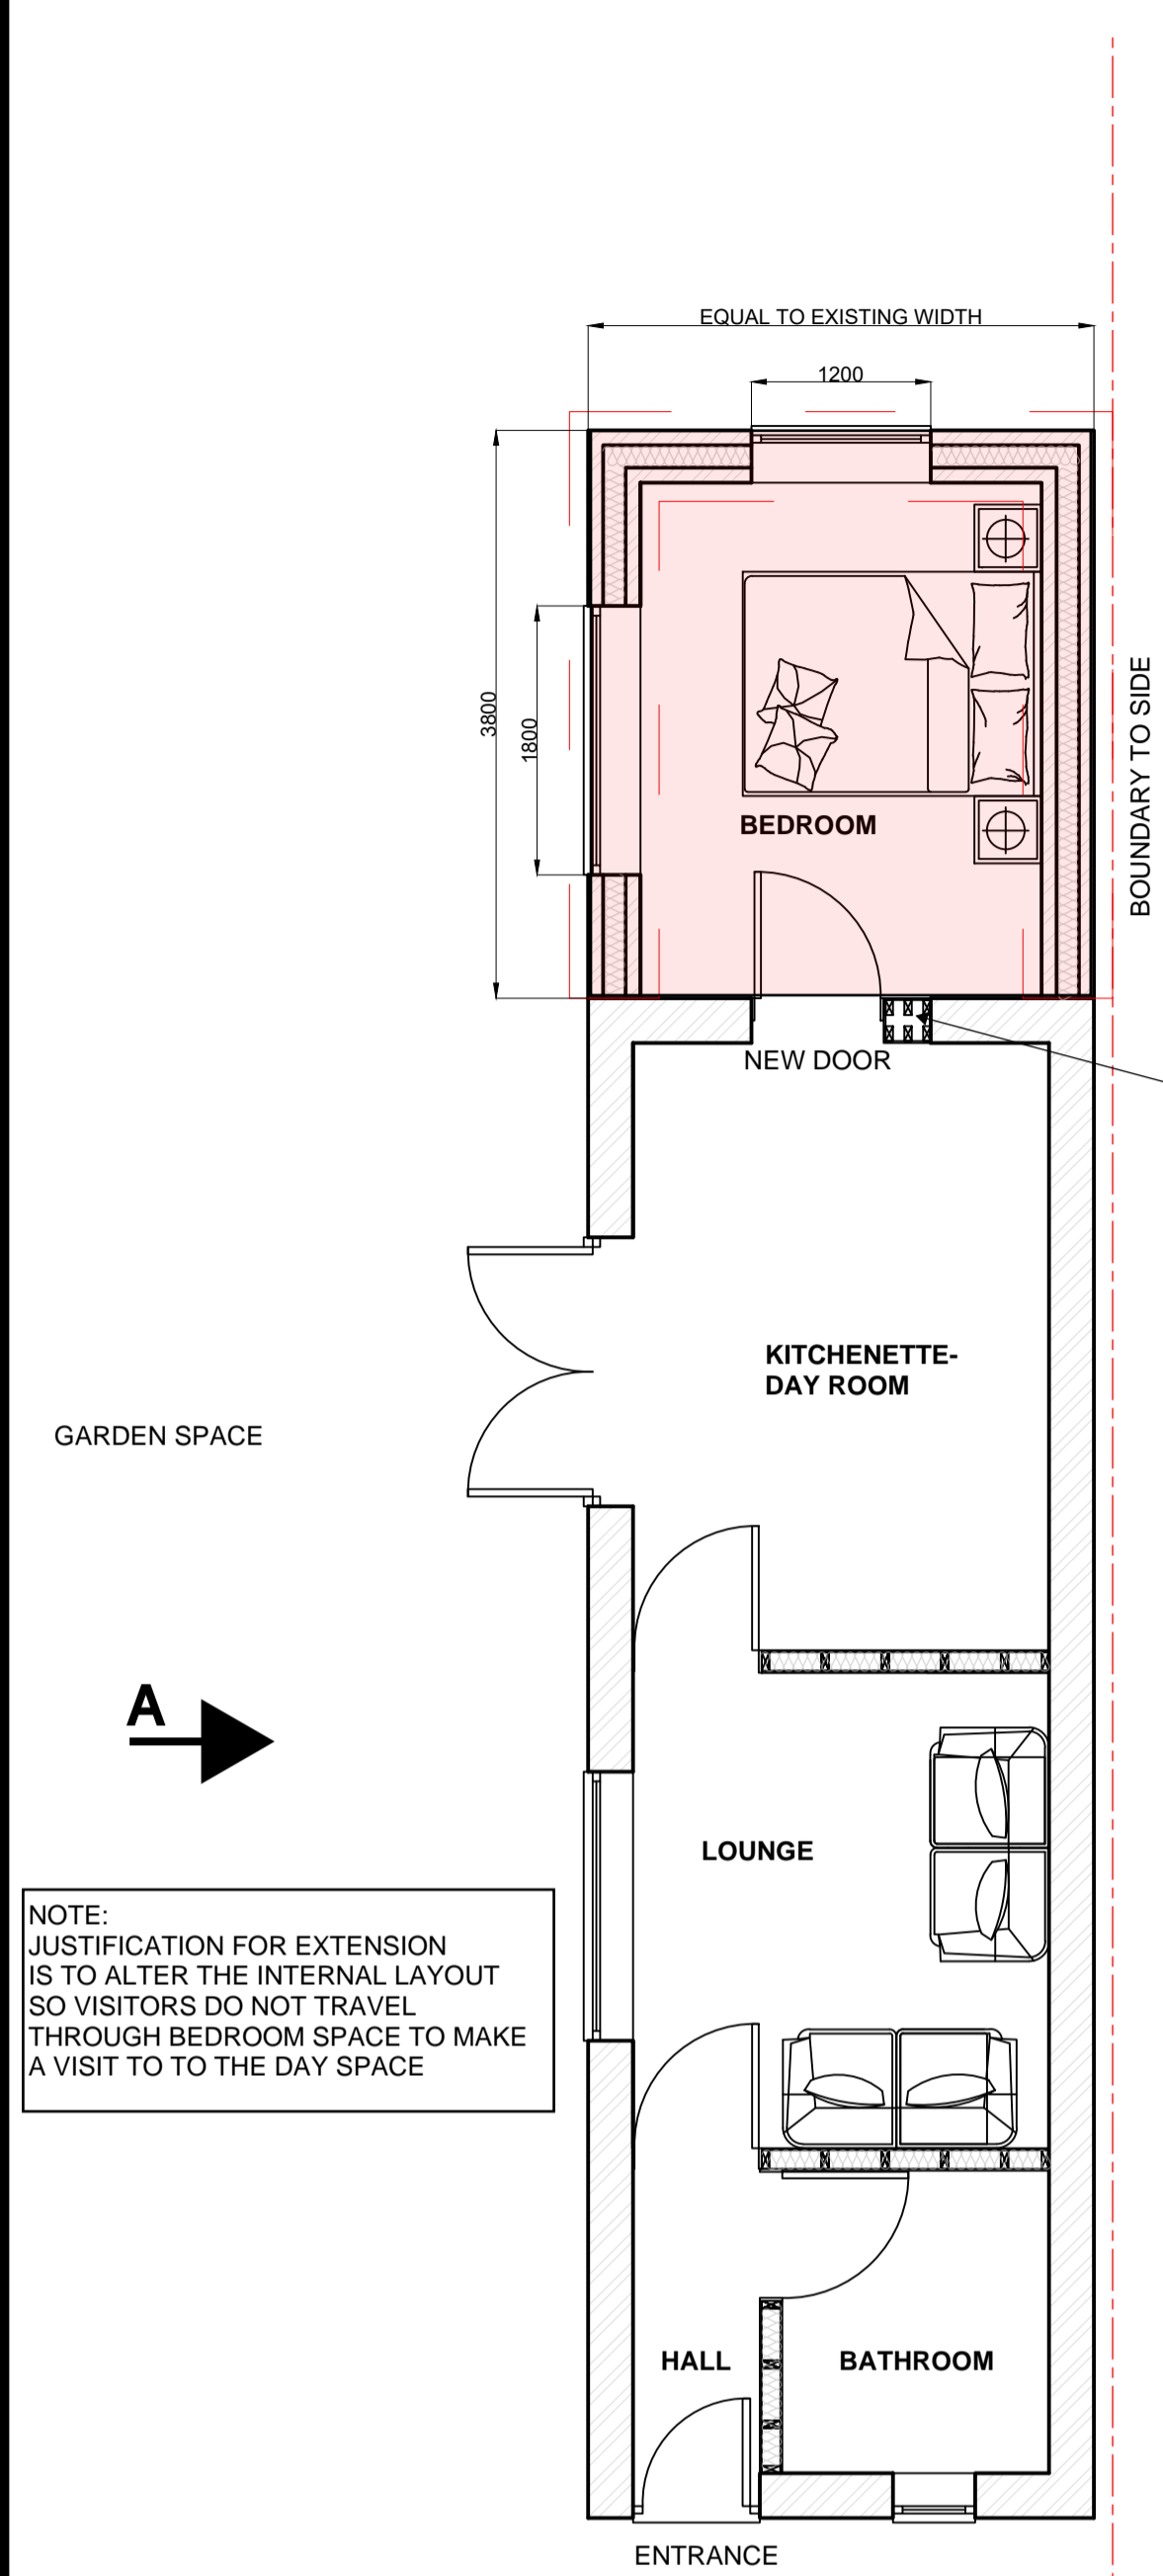 EQUAL TO EXISTING WIDTH
1200
3800
1800
BOUNDARY TO SIDE
BEDROOM
NEW DOOR
KITCHENETTE-
DAY ROOM
GARDEN SPACE
A
LOUNGE
NOTE:
JUSTIFICATION FOR EXTENSION
IS TO ALTER THE INTERNAL LAYOUT
SO VISITORS DO NOT TRAVEL
THROUGH BEDROOM SPACE TO MAKE
A VISIT TO TO THE DAY SPACE
HALL
BATHROOM
ENTRANCE